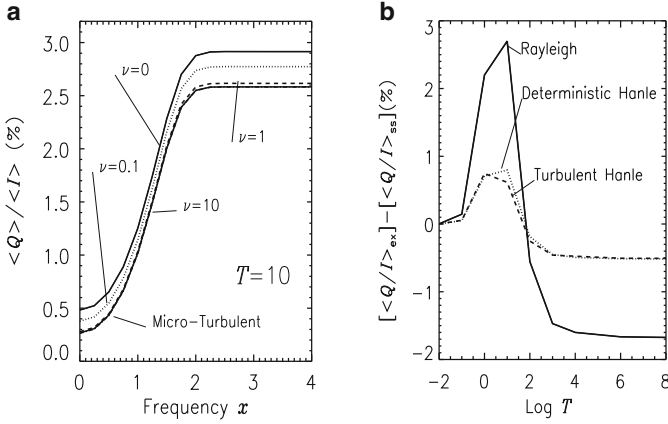 a
b
<Q>/<I> (%)
3.0
2.5
2.0
1.5
1.0
0.5
0.0
ν=0
ν=0.1
ν=1
ν=10
T=10
Micro-Turbulent
0 1 2 3 4
Frequency x
[<Q/I>ex]−[<Q/I>ss](%)
3
2
1
0
−1
−2
Rayleigh
Deterministic Hanle
Turbulent Hanle
−2 0 2 4 6 8
Log T